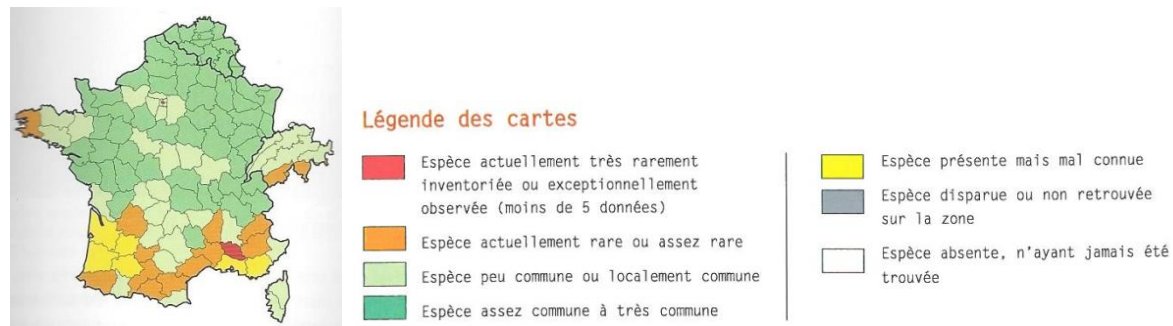 Légende des cartes
Espèce actuellement très rarement
inventoriée ou exceptionnellement
observée (moins de 5 données)
Espèce actuellement rare ou assez rare
Espèce peu commune ou localement commune
Espèce assez commune à très commune
Espèce présente mais mal connue
Espèce disparue ou non retrouvée
sur la zone
Espèce absente, n'ayant jamais été
trouvée